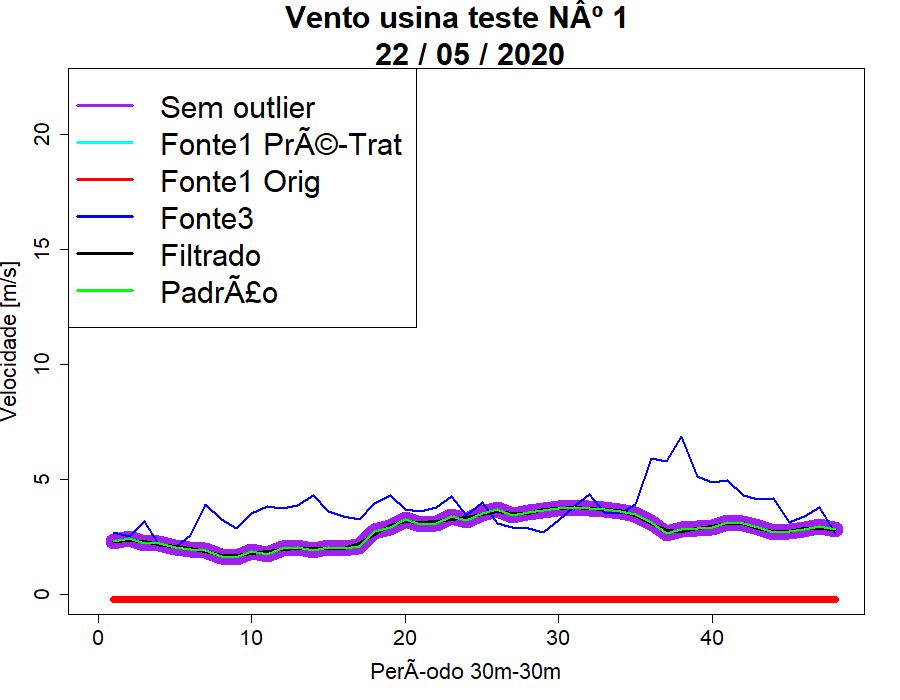 Vento usina teste NÂº 1
22 / 05 / 2020
Sem outlier
Fonte1 PrÃ©-Trat
Fonte1 Orig
Fonte3
Filtrado
PadrÃ£o
Velocidade [m/s]
20
15
10
5
0
0 10 20 30 40
PerÃ-odo 30m-30m